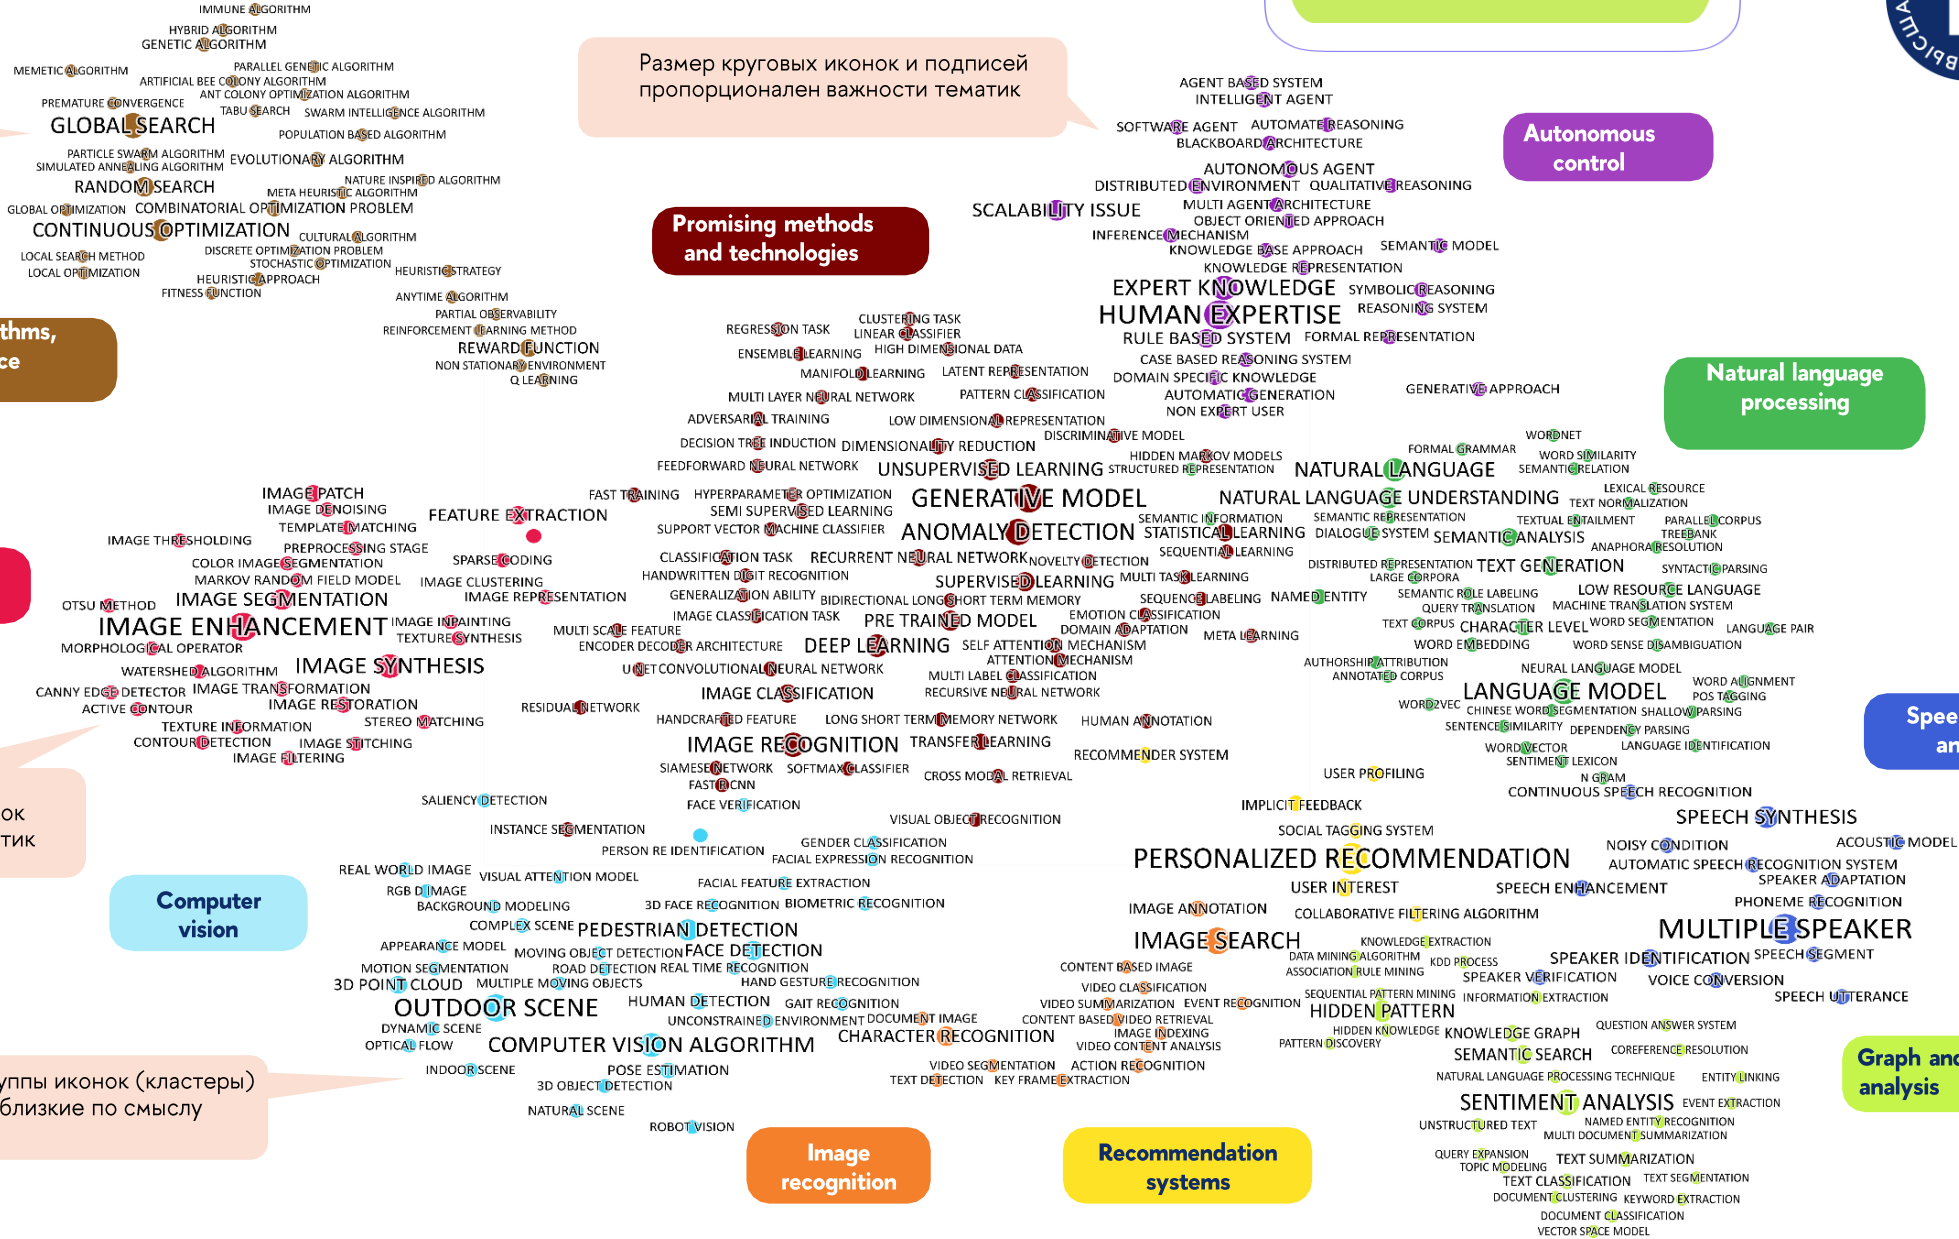 IMMUNE ALGORITHM
HYBRID ALGORITHM
GENETIC ALGORITHM
MEMETIC ALGORITHM
PARALLEL GENETIC ALGORITHM
ARTIFICIAL BEE COLONY ALGORITHM
ANT COLONY OPTIMIZATION ALGORITHM
PREMATURE CONVERGENCE
TABU SEARCH
SWARM INTELLIGENCE ALGORITHM
GLOBAL SEARCH
POPULATION BASED ALGORITHM
PARTICLE SWARM ALGORITHM
EVOLUTIONARY ALGORITHM
SIMULATED ANNEALING ALGORITHM
NATURE INSPIRED ALGORITHM
RANDOM SEARCH
META HEURISTIC ALGORITHM
GLOBAL OPTIMIZATION
COMBINATORIAL OPTIMIZATION PROBLEM
CONTINUOUS OPTIMIZATION
CULTURAL ALGORITHM
DISCRETE OPTIMIZATION PROBLEM
LOCAL SEARCH METHOD
STOCHASTIC OPTIMIZATION
LOCAL OPTIMIZATION
HEURISTIC APPROACH
HEURISTIC STRATEGY
FITNESS FUNCTION
ANYTIME ALGORITHM
PARTIAL OBSERVABILITY
REINFORCEMENT LEARNING METHOD
REWARD FUNCTION
NON STATIONARY ENVIRONMENT
Q LEARNING
thms,
ce
Размер круговых иконок и подписей
пропорционален важности тематик
ВЫСША
Promising methods
and technologies
AGENT BASED SYSTEM
INTELLIGENT AGENT
SOFTWARE AGENT
AUTOMATE REASONING
BLACKBOARD ARCHITECTURE
AUTONOMOUS AGENT
DISTRIBUTED ENVIRONMENT
QUALITATIVE REASONING
SCALABILITY ISSUE
MULTI AGENT ARCHITECTURE
OBJECT ORIENTED APPROACH
INFERENCE MECHANISM
KNOWLEDGE BASE APPROACH
SEMANTIC MODEL
KNOWLEDGE REPRESENTATION
EXPERT KNOWLEDGE
SYMBOLIC REASONING
HUMAN EXPERTISE
REASONING SYSTEM
RULE BASED SYSTEM
FORMAL REPRESENTATION
CASE BASED REASONING SYSTEM
DOMAIN SPECIFIC KNOWLEDGE
AUTOMATIC GENERATION
GENERATIVE APPROACH
NON EXPERT USER
Autonomous
control
Natural language
processing
CLUSTERING TASK
REGRESSION TASK
LINEAR CLASSIFIER
ENSEMBLE LEARNING
HIGH DIMENSIONAL DATA
MANIFOLD LEARNING
LATENT REPRESENTATION
MULTI LAYER NEURAL NETWORK
PATTERN CLASSIFICATION
ADVERSARIAL TRAINING
LOW DIMENSIONAL REPRESENTATION
DISCRIMINATIVE MODEL
DECISION TREE INDUCTION
DIMENSIONALITY REDUCTION
HIDDEN MARKOV MODELS
FEEDFORWARD NEURAL NETWORK
UNSUPERVISED LEARNING
STRUCTURED REPRESENTATION
FAST TRAINING
HYPERPARAMETER OPTIMIZATION
GENERATIVE MODEL
SEMI SUPERVISED LEARNING
SUPPORT VECTOR MACHINE CLASSIFIER
ANOMALY DETECTION
SEMANTIC INFORMATION
STATISTICAL LEARNING
SEQUENTIAL LEARNING
CLASSIFICATION TASK
RECURRENT NEURAL NETWORK
NOVELTY DETECTION
HANDWRITTEN DIGIT RECOGNITION
SUPERVISED LEARNING
MULTI TASK LEARNING
GENERALIZATION ABILITY
BIDIRECTIONAL LONG SHORT TERM MEMORY
SEQUENCE LABELING
NAMED ENTITY
IMAGE CLASSIFICATION TASK
PRE TRAINED MODEL
EMOTION CLASSIFICATION
DOMAIN ADAPTATION
META LEARNING
MULTI SCALE FEATURE
ENCODER DECODER ARCHITECTURE
DEEP LEARNING
SELF ATTENTION MECHANISM
ATTENTION MECHANISM
U NET
CONVOLUTIONAL NEURAL NETWORK
MULTI LABEL CLASSIFICATION
IMAGE CLASSIFICATION
RECURSIVE NEURAL NETWORK
RESIDUAL NETWORK
HANDCRAFTED FEATURE
LONG SHORT TERM MEMORY NETWORK
HUMAN ANNOTATION
IMAGE RECOGNITION
TRANSFER LEARNING
SIAMESE NETWORK
SOFTMAX CLASSIFIER
CROSS MODAL RETRIEVAL
FAST R CNN
VISUAL OBJECT RECOGNITION
INSTANCE SEGMENTATION
IMAGE PATCH
IMAGE DENOISING
FEATURE EXTRACTION
TEMPLATE MATCHING
IMAGE THRESHOLDING
PREPROCESSING STAGE
COLOR IMAGE SEGMENTATION
SPARSE CODING
MARKOV RANDOM FIELD MODEL
IMAGE CLUSTERING
OTSU METHOD
IMAGE SEGMENTATION
IMAGE REPRESENTATION
IMAGE ENHANCEMENT
IMAGE INPAINTING
TEXTURE SYNTHESIS
MORPHOLOGICAL OPERATOR
WATERSHED ALGORITHM
IMAGE SYNTHESIS
CANNY EDGE DETECTOR
IMAGE TRANSFORMATION
ACTIVE CONTOUR
IMAGE RESTORATION
TEXTURE INFORMATION
STEREO MATCHING
CONTOUR DETECTION
IMAGE STITCHING
IMAGE FILTERING
ок
тик
WORDNET
FORMAL GRAMMAR
WORD SIMILARITY
NATURAL LANGUAGE
SEMANTIC RELATION
LEXICAL RESOURCE
NATURAL LANGUAGE UNDERSTANDING
TEXT NORMALIZATION
SEMANTIC REPRESENTATION
TEXTUAL ENTAILMENT
PARALLEL CORPUS
DIALOGUE SYSTEM
SEMANTIC ANALYSIS
TREEBANK
ANAPHORA RESOLUTION
DISTRIBUTED REPRESENTATION
TEXT GENERATION
SYNTACTIC PARSING
LARGE CORPORA
SEMANTIC ROLE LABELING
LOW RESOURCE LANGUAGE
QUERY TRANSLATION
MACHINE TRANSLATION SYSTEM
TEXT CORPUS
CHARACTER LEVEL
WORD SEGMENTATION
LANGUAGE PAIR
WORD EMBEDDING
WORD SENSE DISAMBIGUATION
AUTHORSHIP ATTRIBUTION
NEURAL LANGUAGE MODEL
ANNOTATED CORPUS
WORD ALIGNMENT
LANGUAGE MODEL
POS TAGGING
WORD2VEC
CHINESE WORD SEGMENTATION
SHALLOW PARSING
SENTENCE SIMILARITY
DEPENDENCY PARSING
WORD VECTOR
LANGUAGE IDENTIFICATION
SENTIMENT LEXICON
N GRAM
Spee
an
CONTINUOUS SPEECH RECOGNITION
SPEECH SYNTHESIS
NOISY CONDITION
ACOUSTIC MODEL
AUTOMATIC SPEECH RECOGNITION SYSTEM
SPEAKER ADAPTATION
SPEECH ENHANCEMENT
PHONEME RECOGNITION
MULTIPLE SPEAKER
SPEAKER IDENTIFICATION
SPEECH SEGMENT
SPEAKER VERIFICATION
VOICE CONVERSION
SPEECH UTTERANCE
RECOMMENDER SYSTEM
USER PROFILING
IMPLICIT FEEDBACK
SOCIAL TAGGING SYSTEM
PERSONALIZED RECOMMENDATION
USER INTEREST
COLLABORATIVE FILTERING ALGORITHM
Computer
vision
SALIENCY DETECTION
FACE VERIFICATION
GENDER CLASSIFICATION
PERSON RE IDENTIFICATION
FACIAL EXPRESSION RECOGNITION
REAL WORLD IMAGE
VISUAL ATTENTION MODEL
FACIAL FEATURE EXTRACTION
RGB D IMAGE
BACKGROUND MODELING
3D FACE RECOGNITION
BIOMETRIC RECOGNITION
COMPLEX SCENE
PEDESTRIAN DETECTION
APPEARANCE MODEL
MOVING OBJECT DETECTION
FACE DETECTION
MOTION SEGMENTATION
ROAD DETECTION
REAL TIME RECOGNITION
3D POINT CLOUD
MULTIPLE MOVING OBJECTS
HAND GESTURE RECOGNITION
OUTDOOR SCENE
HUMAN DETECTION
GAIT RECOGNITION
UNCONSTRAINED ENVIRONMENT
DYNAMIC SCENE
OPTICAL FLOW
COMPUTER VISION ALGORITHM
INDOOR SCENE
POSE ESTIMATION
3D OBJECT DETECTION
NATURAL SCENE
ROBOT VISION
уппы иконок (кластеры)
близкие по смыслу
IMAGE ANNOTATION
IMAGE SEARCH
CONTENT BASED IMAGE
VIDEO CLASSIFICATION
VIDEO SUMMARIZATION
EVENT RECOGNITION
DOCUMENT IMAGE
CONTENT BASED VIDEO RETRIEVAL
CHARACTER RECOGNITION
IMAGE INDEXING
VIDEO CONTENT ANALYSIS
VIDEO SEGMENTATION
ACTION RECOGNITION
TEXT DETECTION
KEY FRAME EXTRACTION
Image
recognition
Recommendation
systems
KNOWLEDGE EXTRACTION
DATA MINING ALGORITHM
KDD PROCESS
ASSOCIATION RULE MINING
SEQUENTIAL PATTERN MINING
INFORMATION EXTRACTION
HIDDEN PATTERN
HIDDEN KNOWLEDGE
KNOWLEDGE GRAPH
QUESTION ANSWER SYSTEM
PATTERN DISCOVERY
SEMANTIC SEARCH
COREFERENCE RESOLUTION
NATURAL LANGUAGE PROCESSING TECHNIQUE
ENTITY LINKING
SENTIMENT ANALYSIS
EVENT EXTRACTION
UNSTRUCTURED TEXT
NAMED ENTITY RECOGNITION
MULTI DOCUMENT SUMMARIZATION
QUERY EXPANSION
TEXT SUMMARIZATION
TOPIC MODELING
TEXT CLASSIFICATION
TEXT SEGMENTATION
DOCUMENT CLUSTERING
KEYWORD EXTRACTION
DOCUMENT CLASSIFICATION
VECTOR SPACE MODEL
Graph and
analysis